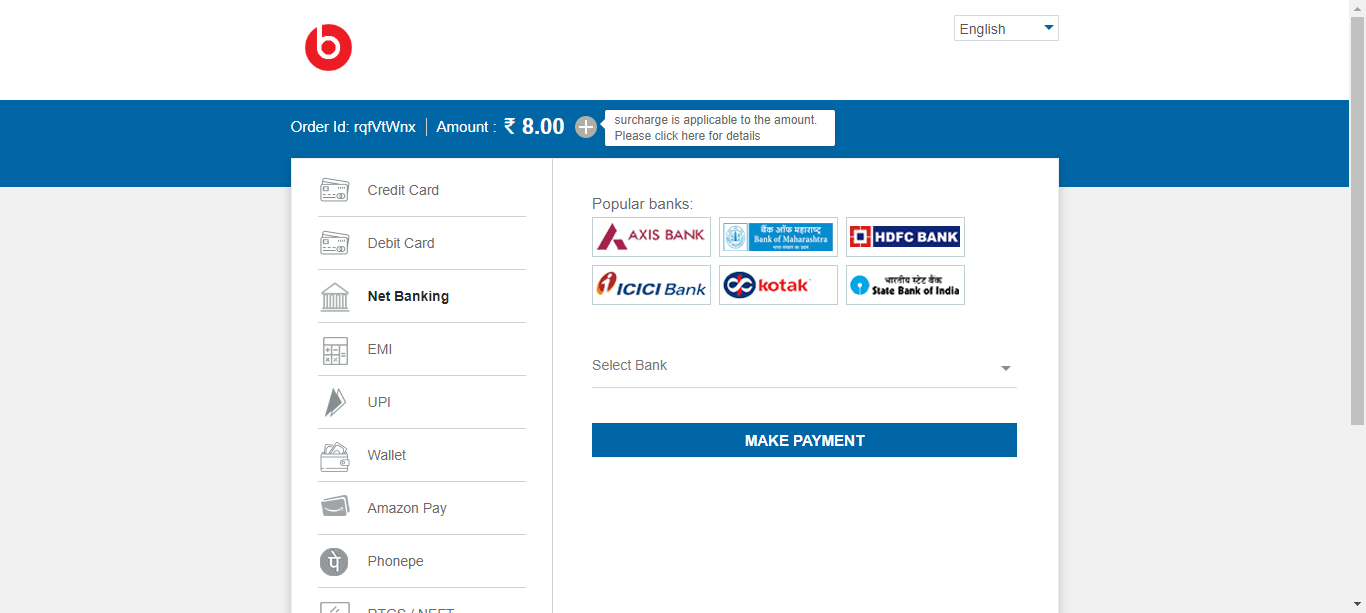 b
English
Order Id: rqfVtWnx
Amount : ₹ 8.00
surcharge is applicable to the amount.
Please click here for details
Credit Card
Debit Card
Net Banking
EMI
UPI
Wallet
Amazon Pay
पे
Phonepe
RTGS / NEFT
Popular banks:
AXIS BANK
बैंक ऑफ महाराष्ट्र
Bank of Maharashtra
HDFC BANK
ICICI Bank
kotak
भारतीय स्टेट बैंक
State Bank of India
Select Bank
MAKE PAYMENT